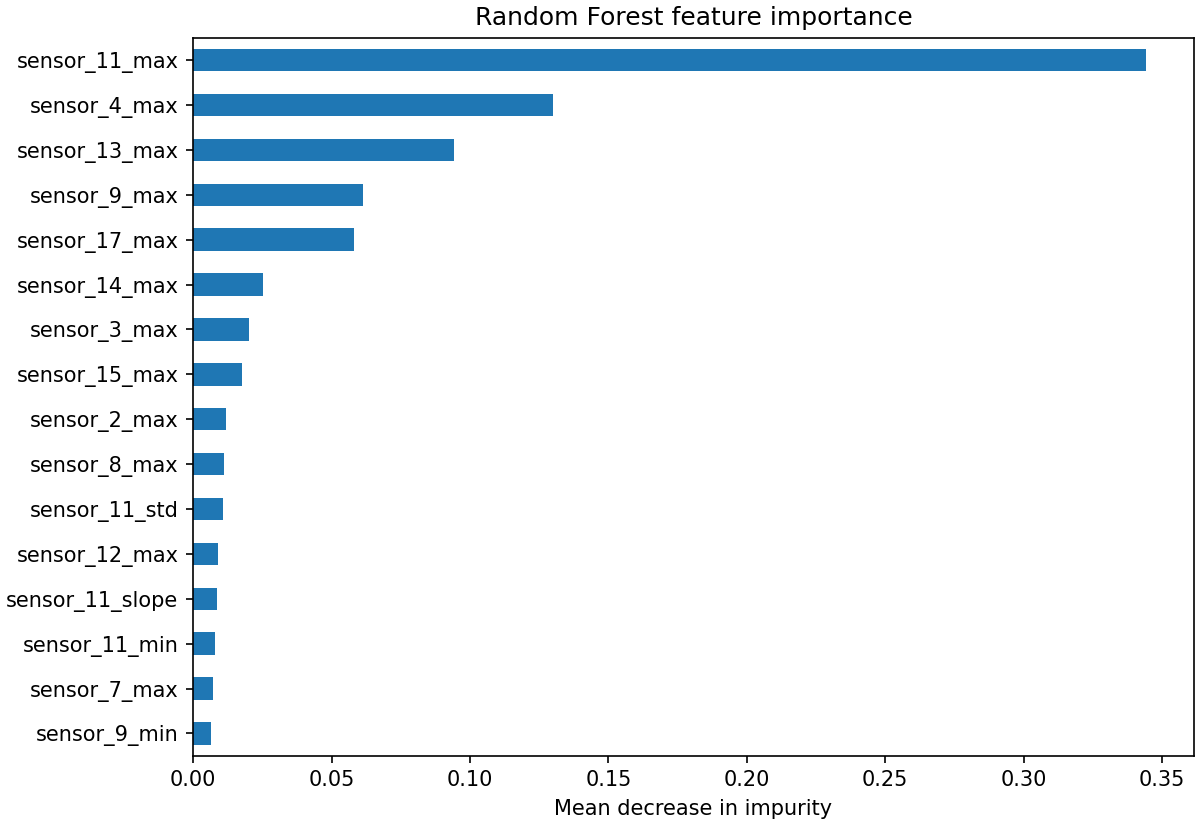 Random Forest feature importance
sensor_11_max
sensor_4_max
sensor_13_max
sensor_9_max
sensor_17_max
sensor_14_max
sensor_3_max
sensor_15_max
sensor_2_max
sensor_8_max
sensor_11_std
sensor_12_max
sensor_11_slope
sensor_11_min
sensor_7_max
sensor_9_min
0.00 0.05 0.10 0.15 0.20 0.25 0.30 0.35
Mean decrease in impurity